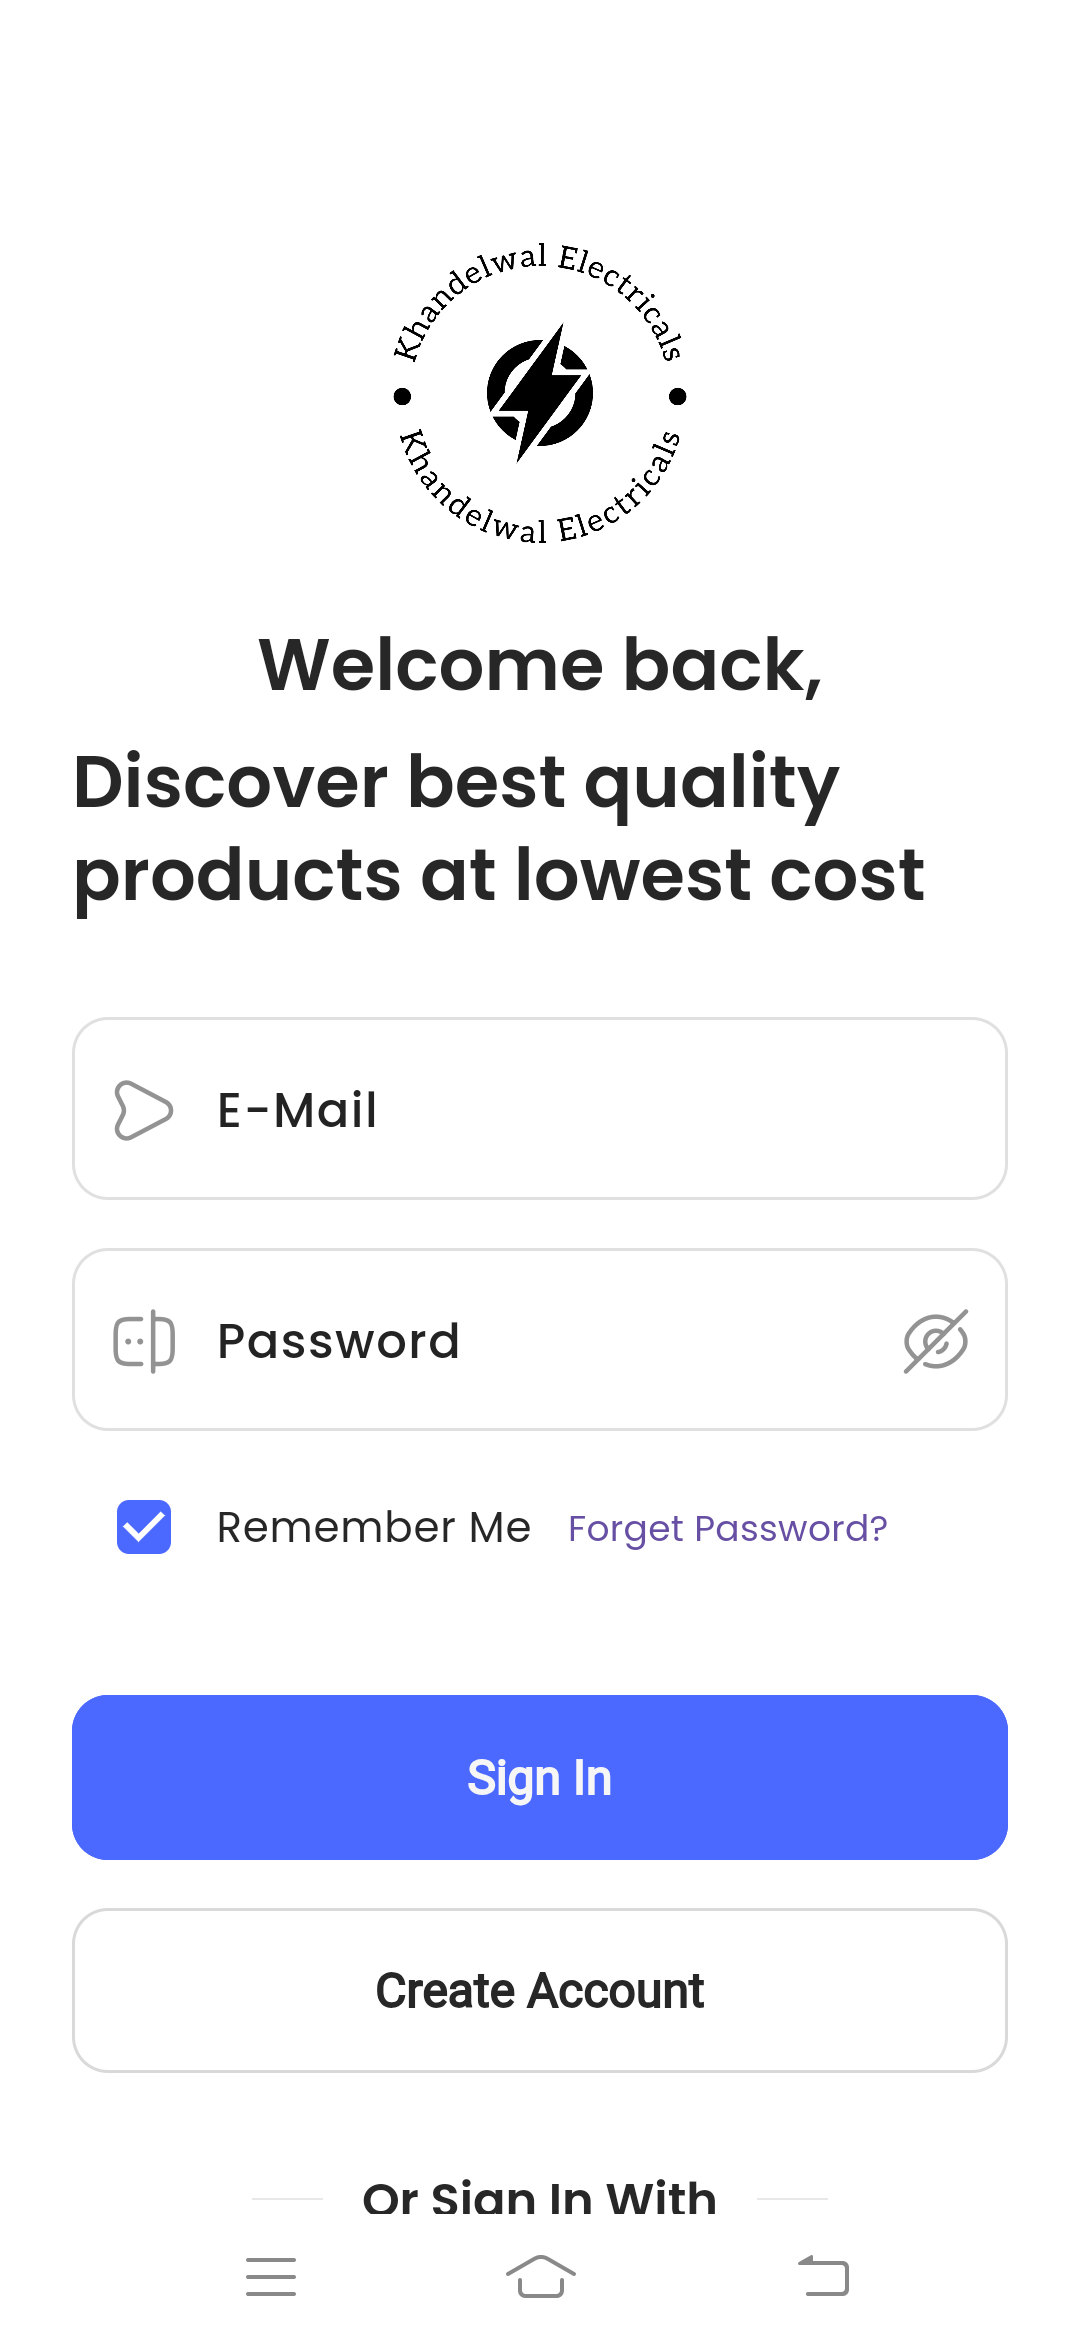 Khandelwal Electricals
Khandelwal Electricals
Welcome back,
Discover best quality
products at lowest cost
E-Mail
Password
Remember Me Forget Password?
Sign In
Create Account
Or Sign In With